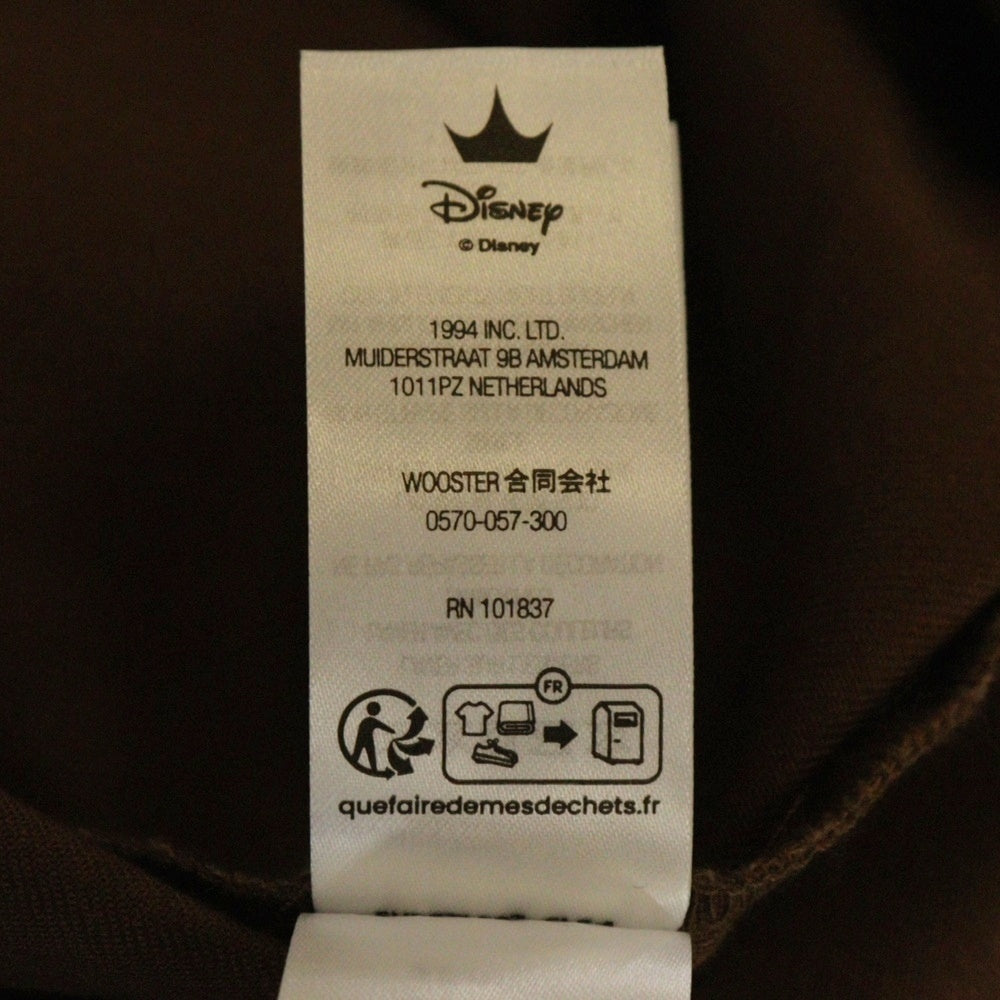 Disney
© Disney
1994 INC. LTD.
MUIDERSTRAAT 9B AMSTERDAM
1011PZ NETHERLANDS
WOOSTER 合同会社
0570-057-300
RN 101837
FR
quefairedemesdechets.fr